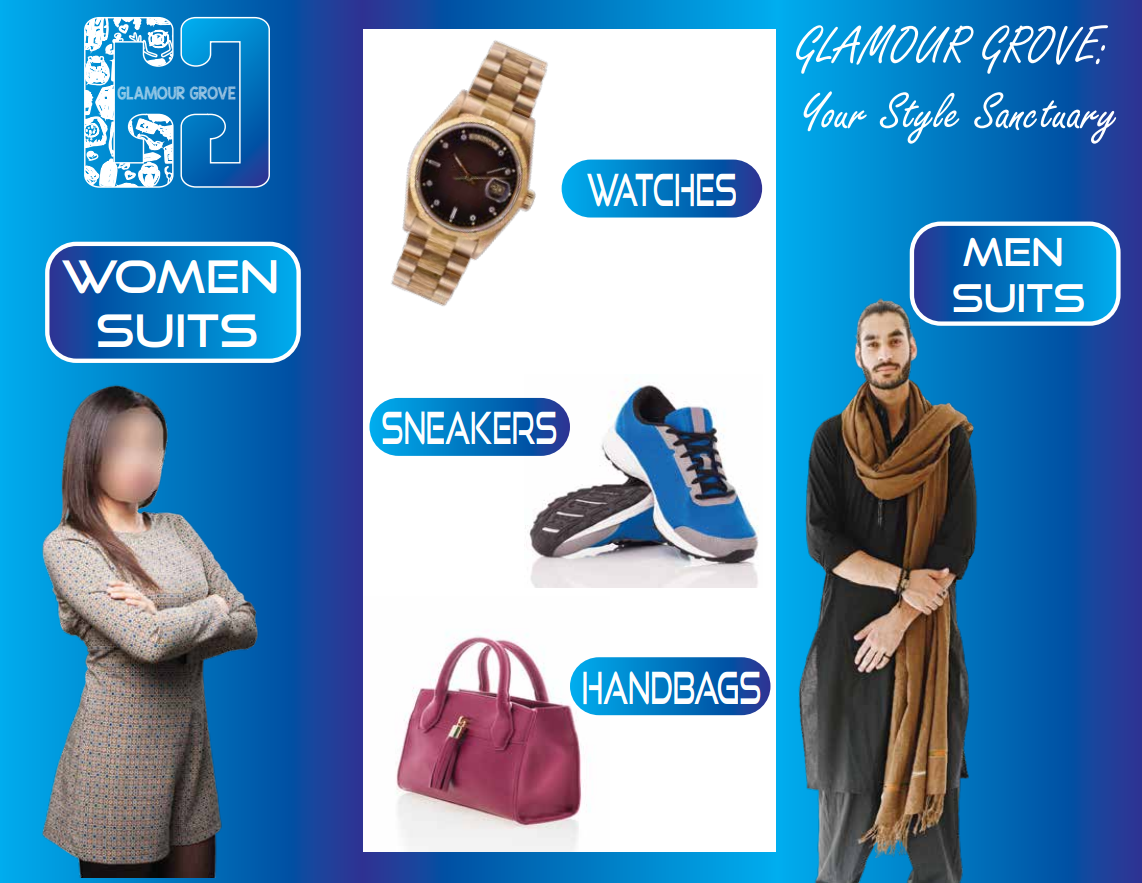 GLAMOUR GROVE
WOMEN
SUITS
WATCHES
SNEAKERS
HANDBAGS
GLAMOUR GROVE:
Your Style Sanctuary
MEN
SUITS